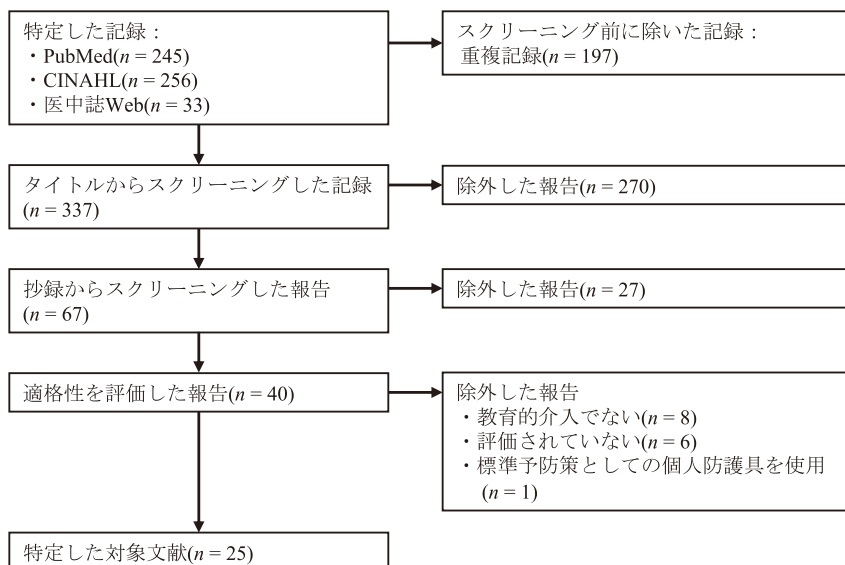 特定した記録：
・PubMed(n = 245)
・CINAHL(n = 256)
・医中誌Web(n = 33)
スクリーニング前に除いた記録：
重複記録(n = 197)
タイトルからスクリーニングした記録
(n = 337)
除外した報告(n = 270)
抄録からスクリーニングした報告
(n = 67)
除外した報告(n = 27)
適格性を評価した報告(n = 40)
除外した報告
・教育的介入でない(n = 8)
・評価されていない(n = 6)
・標準予防策としての個人防護具を使用
(n = 1)
特定した対象文献(n = 25)